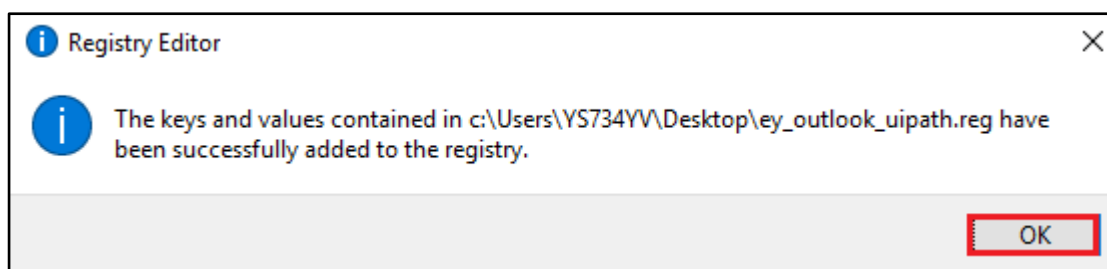 Registry Editor
The keys and values contained in c:\Users\YS734YV\Desktop\ey_outlook_uipath.reg have
been successfully added to the registry.
OK